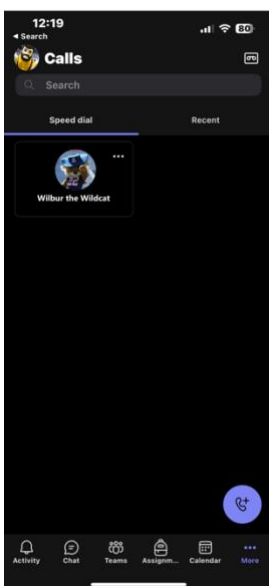 12:19
80
◄ Search
Calls
Search
Speed dial
Recent
...
Wilbur the Wildcat
Activity
Chat
Teams
Assignm...
Calendar
More